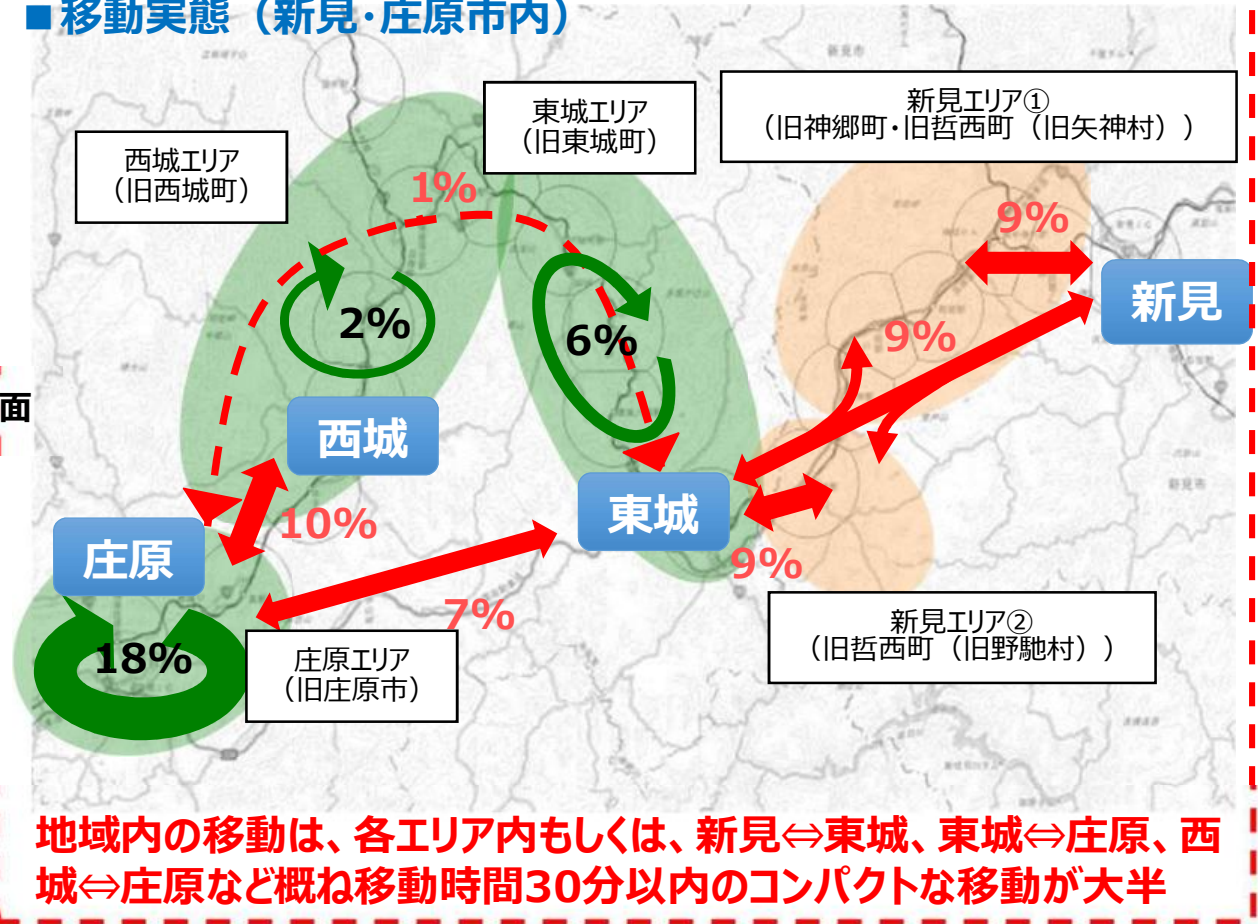 ■移動実態（新見・庄原市内）
新見エリア①
（旧神郷町・旧哲西町（旧矢神村））
東城エリア
（旧東城町）
西城エリア
（旧西城町）
1%
9%
新見
2%
6%
9%
面
西城
東城
10%
庄原
9%
7%
18%
庄原エリア
（旧庄原市）
新見エリア②
（旧哲西町（旧野馳村））
新見市
新見市
地域内の移動は、各エリア内もしくは、新見⇔東城、東城⇔庄原、西
城⇔庄原など概ね移動時間30分以内のコンパクトな移動が大半